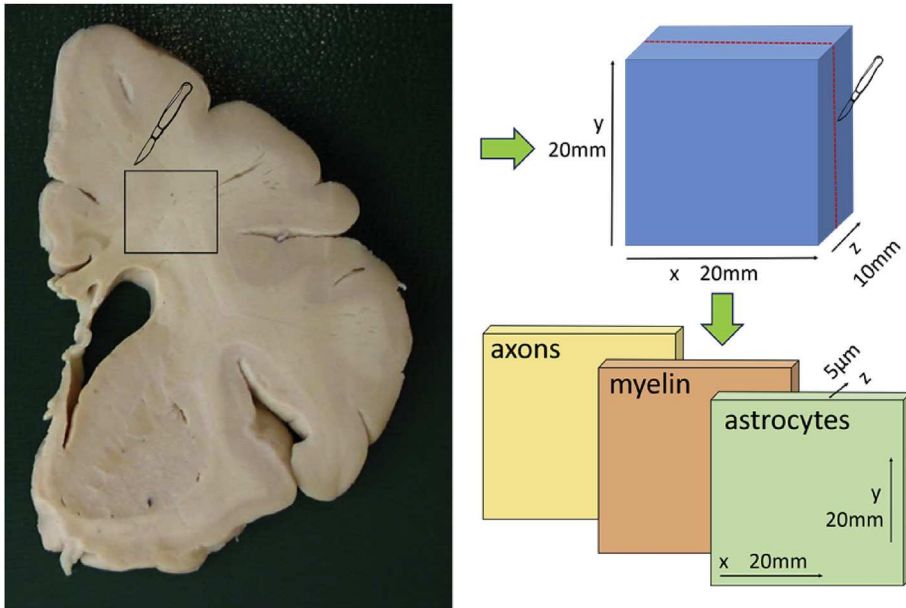 y
20mm
x 20mm
z
10mm
axons
myelin
astrocytes
5µm
z
y
20mm
x 20mm